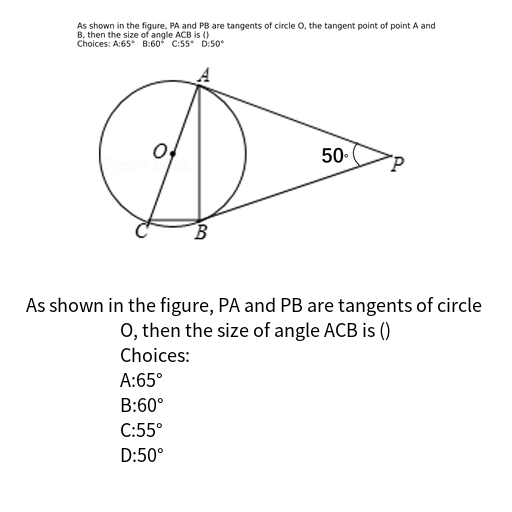 As shown in the figure, PA and PB are tangents of circle O, the tangent point of point A and
B, then the size of angle ACB is ()
Choices: A:65° B:60° C:55° D:50°
A
O
50°
P
C
B
As shown in the figure, PA and PB are tangents of circle
O, then the size of angle ACB is ()
Choices:
A:65°
B:60°
C:55°
D:50°